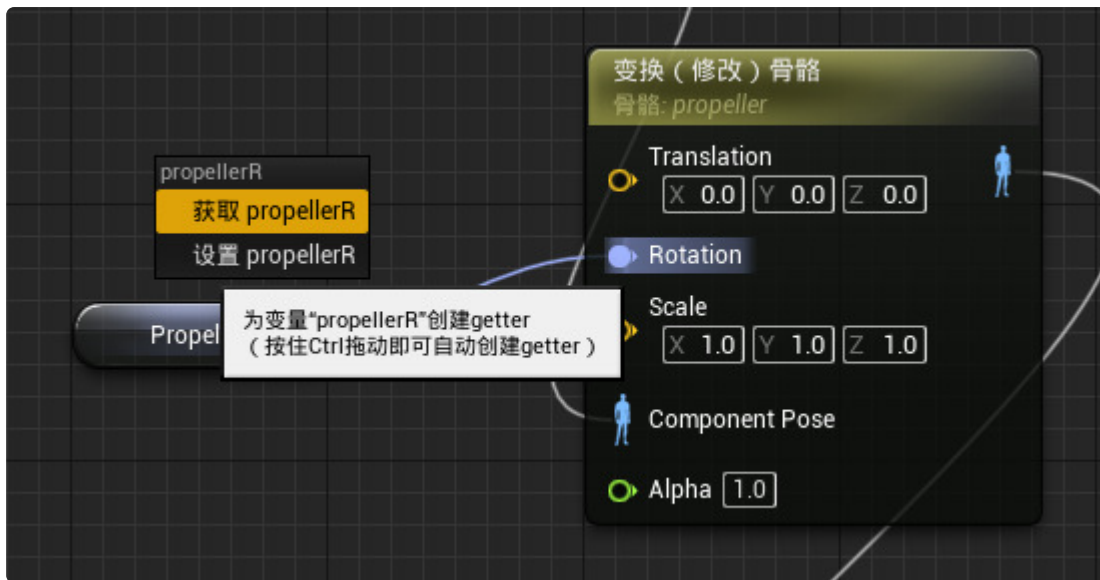 变换（修改）骨骼
骨骼: propeller
propellerR
获取 propellerR
设置 propellerR
Propel
为变量“propellerR”创建getter
（按住Ctrl拖动即可自动创建getter）
Translation
X 0.0 Y 0.0 Z 0.0
Rotation
Scale
X 1.0 Y 1.0 Z 1.0
Component Pose
Alpha 1.0